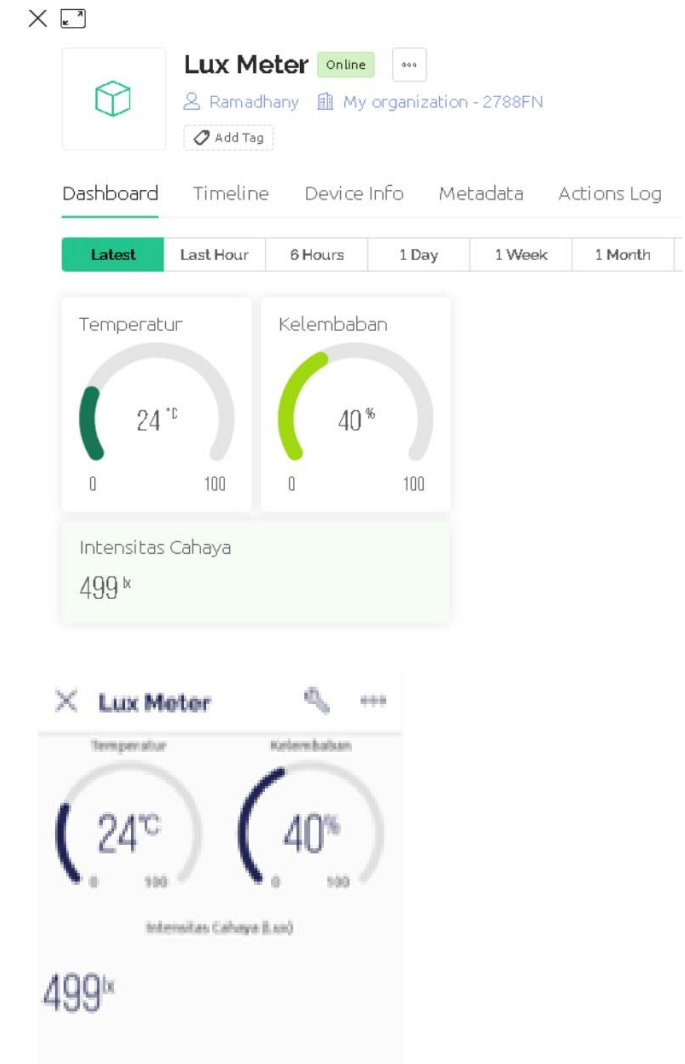 Lux Meter Online
Ramadhany My organization - 2788FN
Add Tag
Dashboard Timeline Device Info Metadata Actions Log
Latest Last Hour 6 Hours 1 Day 1 Week 1 Month
Temperatur Kelembaban
24 °C 40 %
0 100 0 100
Intensitas Cahaya
499 lx
Lux Meter
Temperatur Kelembaban
24°C 40%
0 100 0 100
Intensitas Cahaya (Lux)
499 lx